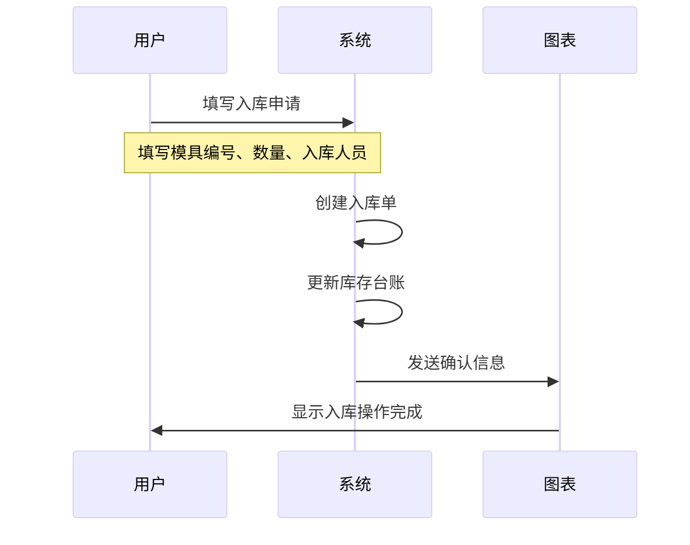 用户
系统
图表
填写入库申请
填写模具编号、数量、入库人员
创建入库单
更新库存台账
发送确认信息
显示入库操作完成
用户
系统
图表